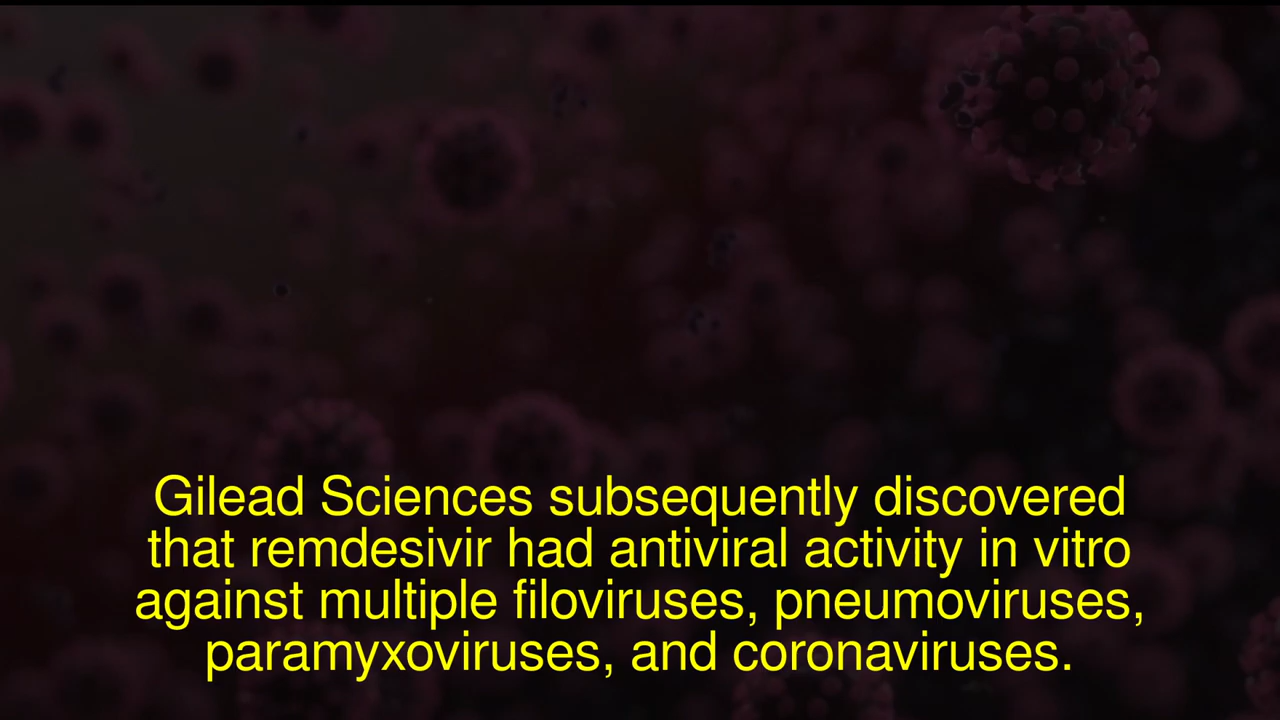 Gilead Sciences subsequently discovered
that remdesivir had antiviral activity in vitro
against multiple filoviruses, pneumoviruses,
paramyxoviruses, and coronaviruses.